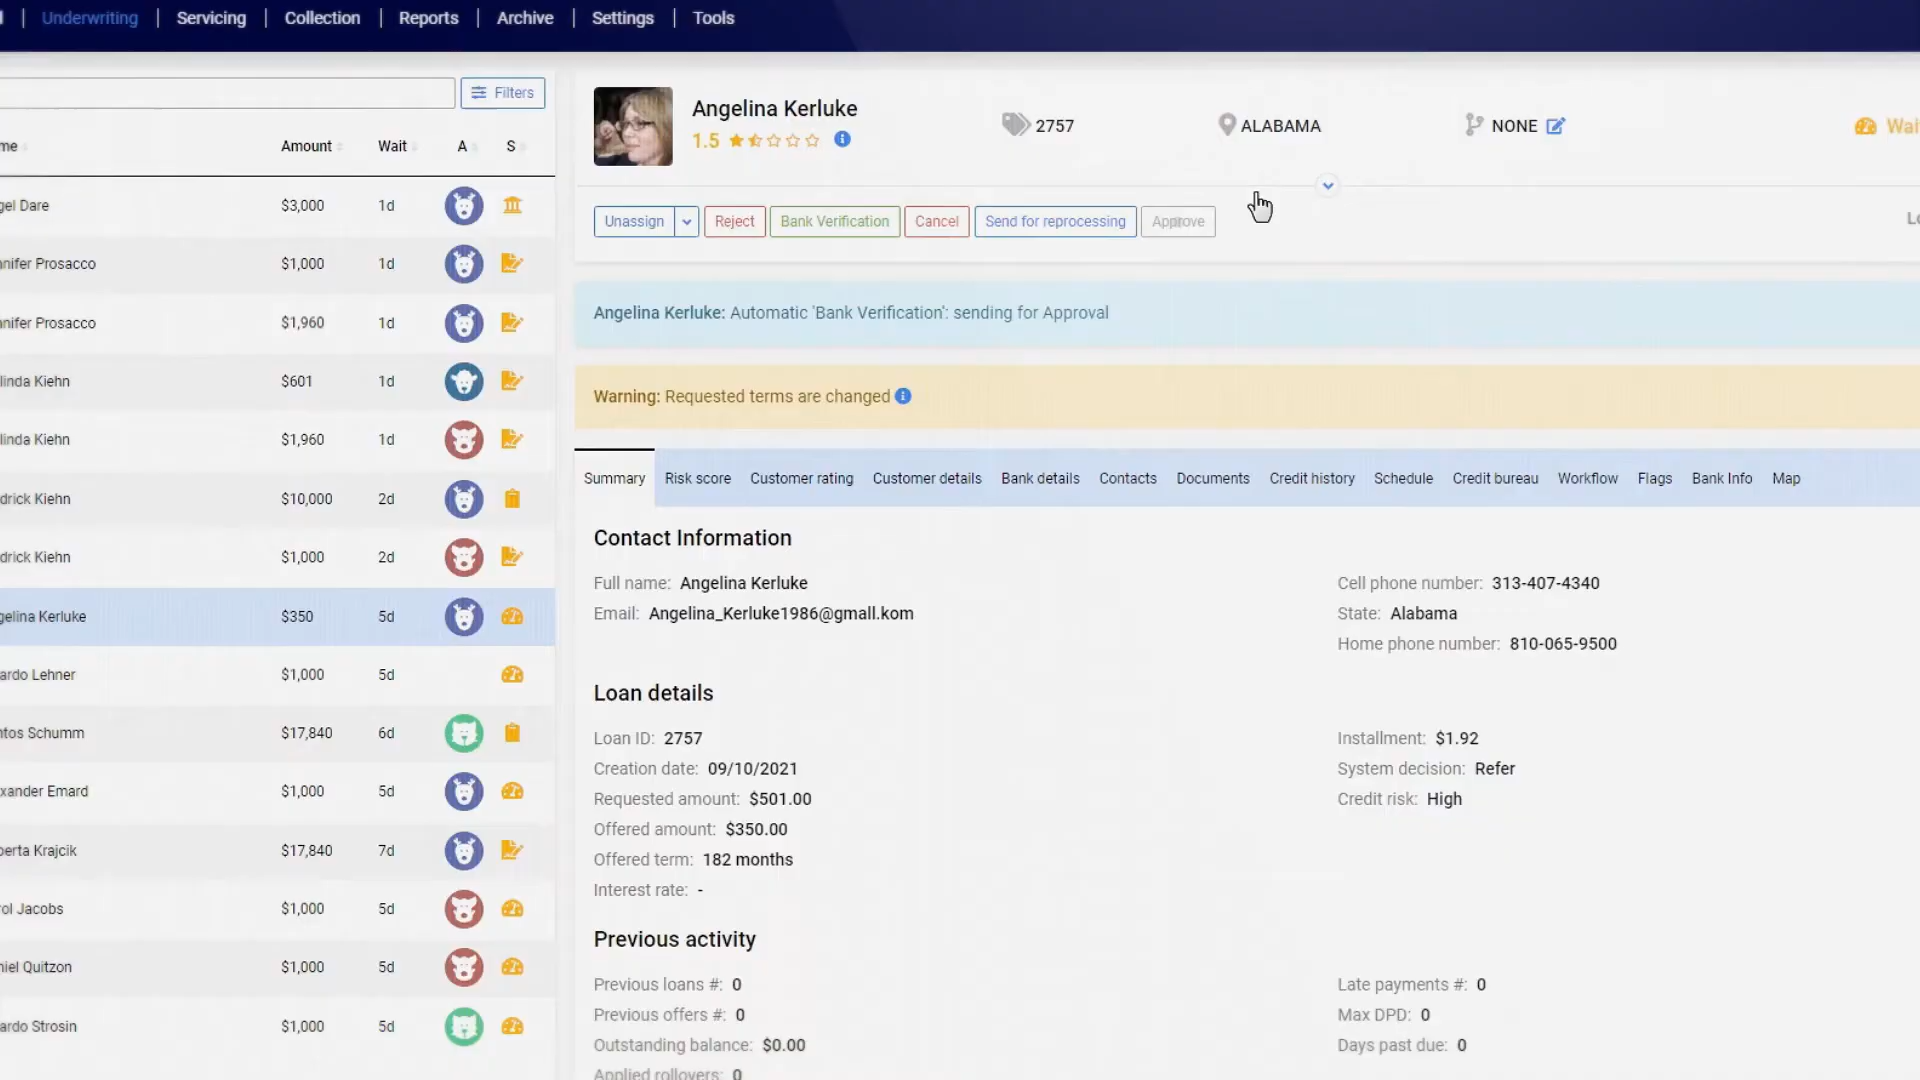 Underwriting | Servicing | Collection | Reports | Archive | Settings | Tools
Filters
Amount Wait A S
gel Dare $3,000 1d
nnifer Prosacco $1,000 1d
nnifer Prosacco $1,960 1d
linda Kiehn $601 1d
linda Kiehn $1,960 1d
drick Kiehn $10,000 2d
drick Kiehn $1,000 2d
gelina Kerluke $350 5d
ardo Lehner $1,000 5d
ntos Schumm $17,840 6d
xander Emard $1,000 5d
berta Krajcik $17,840 7d
rol Jacobs $1,000 5d
niel Quitzon $1,000 5d
ardo Strosin $1,000 5d
Angelina Kerluke
1.5
2757
ALABAMA
NONE
Wai
Unassign Reject Bank Verification Cancel Send for reprocessing Approve
Lo
Angelina Kerluke: Automatic 'Bank Verification': sending for Approval
Warning: Requested terms are changed
Summary Risk score Customer rating Customer details Bank details Contacts Documents Credit history Schedule Credit bureau Workflow Flags Bank Info Map
Contact Information
Full name: Angelina Kerluke
Email: Angelina_Kerluke1986@gmall.kom
Cell phone number: 313-407-4340
State: Alabama
Home phone number: 810-065-9500
Loan details
Loan ID: 2757
Creation date: 09/10/2021
Requested amount: $501.00
Offered amount: $350.00
Offered term: 182 months
Interest rate: -
Installment: $1.92
System decision: Refer
Credit risk: High
Previous activity
Previous loans #: 0
Previous offers #: 0
Outstanding balance: $0.00
Applied rollovers: 0
Late payments #: 0
Max DPD: 0
Days past due: 0